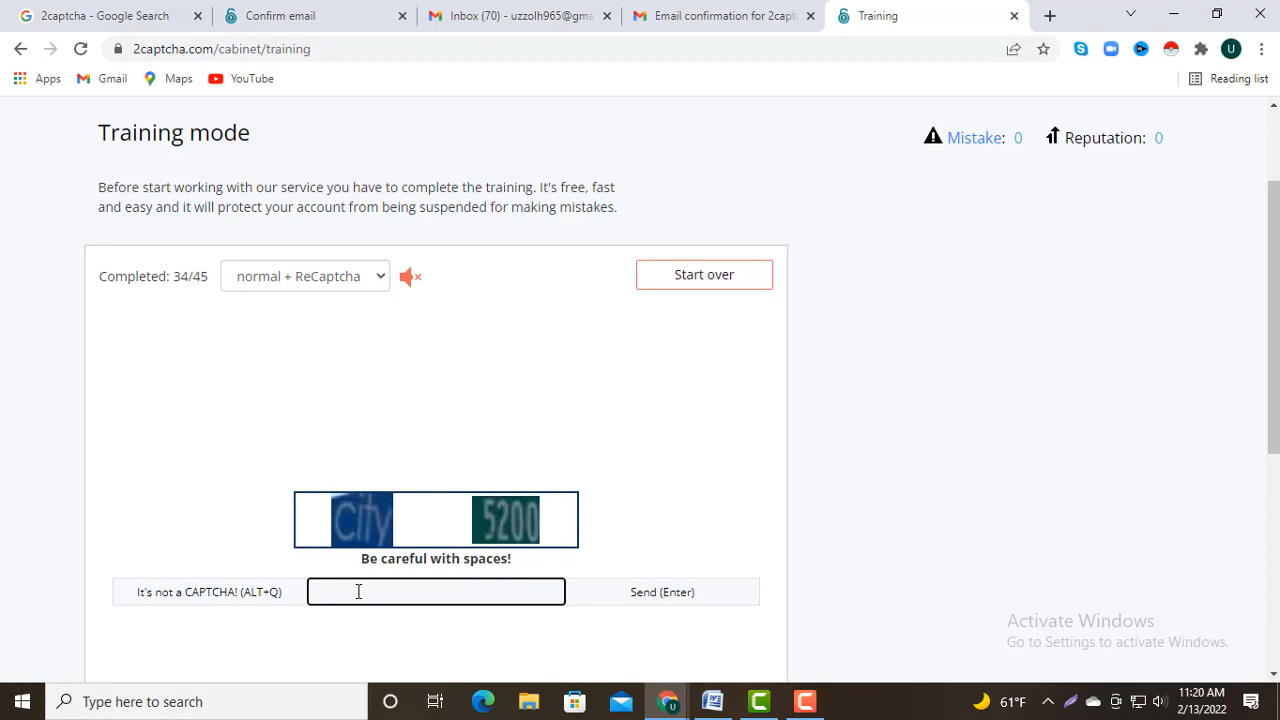 2captcha - Google Search
Confirm email
Inbox (70) - uzzolh965@gma
Email confirmation for 2capt
Training
2captcha.com/cabinet/training
U
Apps
Gmail
Maps
YouTube
Reading list
Training mode
Mistake: 0
Reputation: 0
Before start working with our service you have to complete the training. It's free, fast
and easy and it will protect your account from being suspended for making mistakes.
Completed: 34/45
normal + ReCaptcha
Start over
City 5200
Be careful with spaces!
It's not a CAPTCHA! (ALT+Q)
Send (Enter)
Activate Windows
Go to Settings to activate Windows.
Type here to search
61°F
11:20 AM
2/13/2022